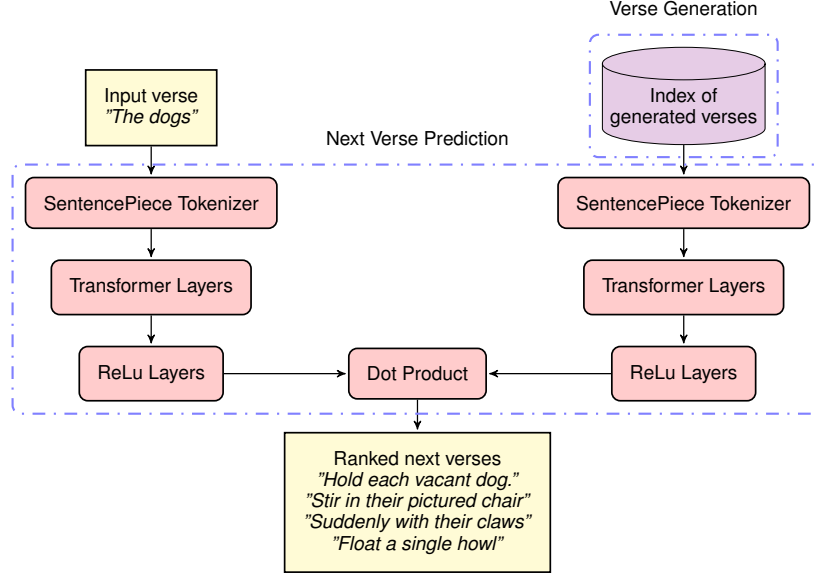 Verse Generation
Input verse
”The dogs”
Index of
generated verses
Next Verse Prediction
SentencePiece Tokenizer
SentencePiece Tokenizer
Transformer Layers
Transformer Layers
ReLu Layers
Dot Product
ReLu Layers
Ranked next verses
”Hold each vacant dog.”
”Stir in their pictured chair”
”Suddenly with their claws”
”Float a single howl”